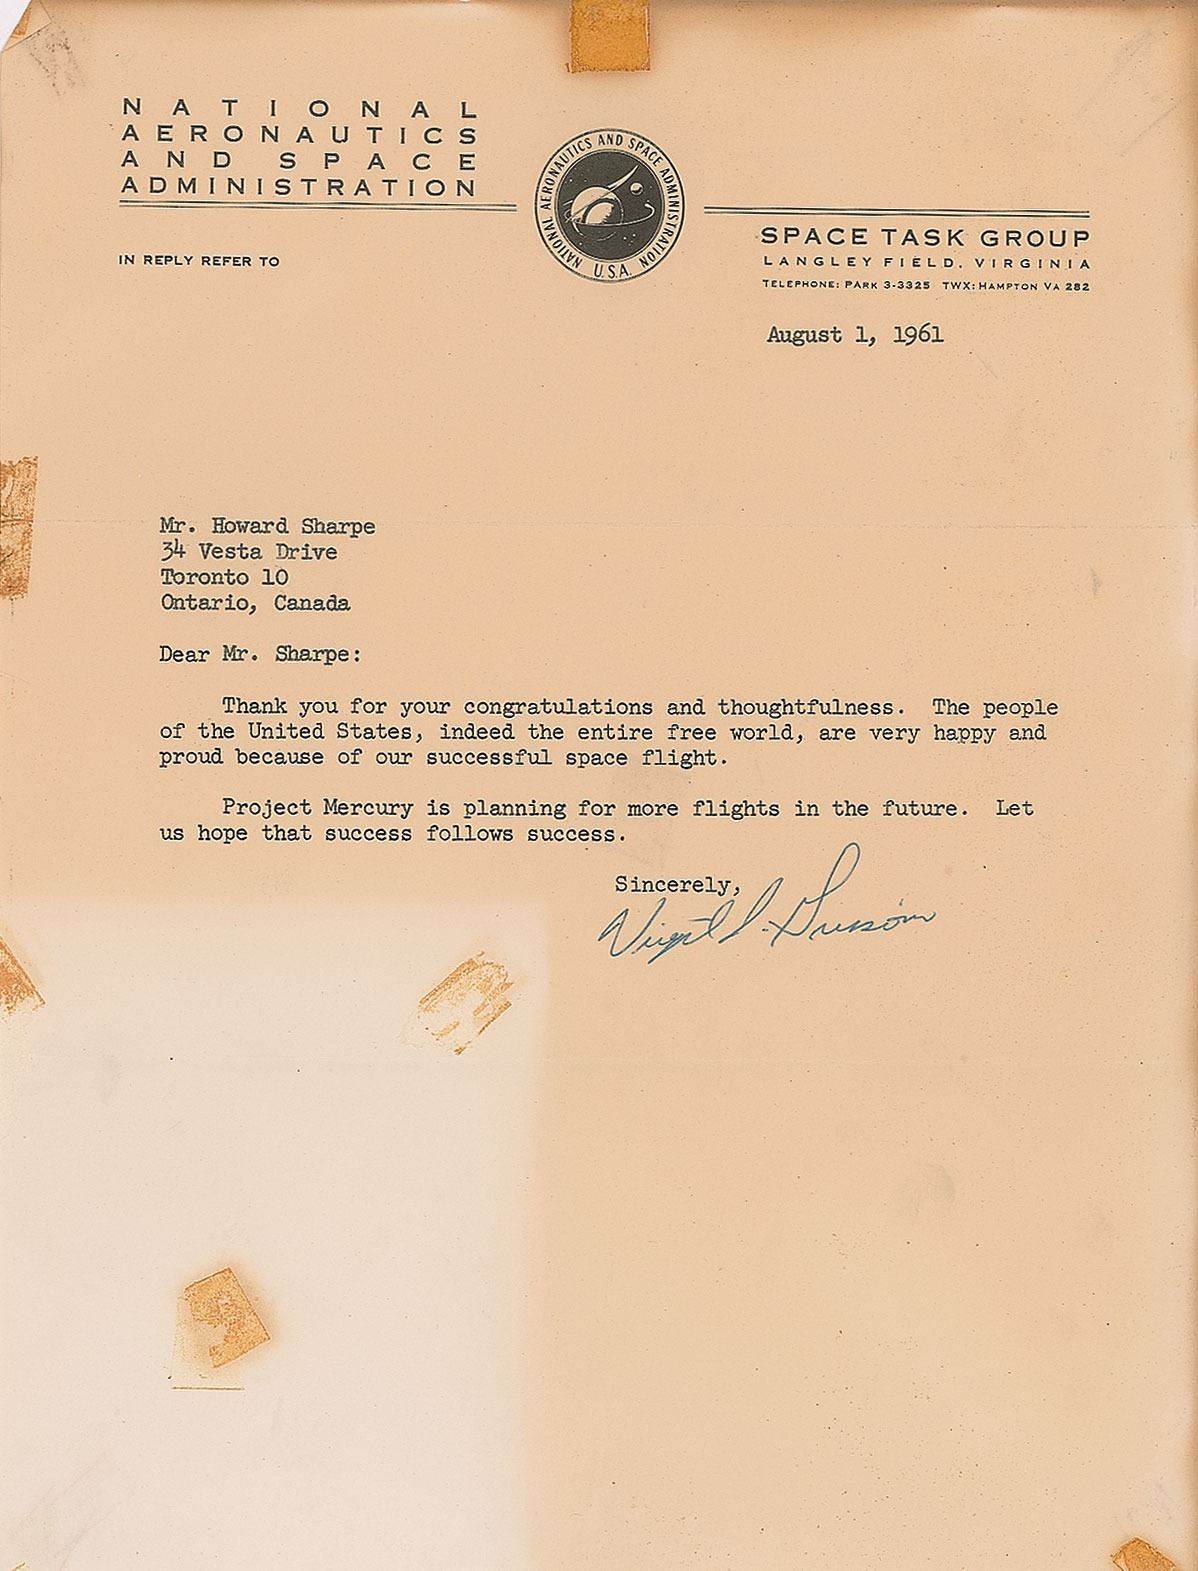 NATIONAL
AERONAUTICS
AND SPACE
ADMINISTRATION
NATIONAL AERONAUTICS AND SPACE ADMINISTRATION
U.S.A.
SPACE TASK GROUP
LANGLEY FIELD, VIRGINIA
TELEPHONE: PARK 3-3325 TWX: HAMPTON VA 282
IN REPLY REFER TO
August 1, 1961
Mr. Howard Sharpe
34 Vesta Drive
Toronto 10
Ontario, Canada
Dear Mr. Sharpe:
Thank you for your congratulations and thoughtfulness. The people
of the United States, indeed the entire free world, are very happy and
proud because of our successful space flight.
Project Mercury is planning for more flights in the future. Let
us hope that success follows success.
Sincerely,
Virgil I. Grissom